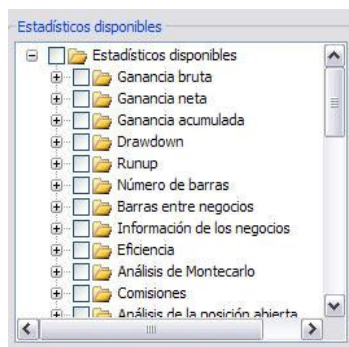 Estadísticos disponibles
Estadísticos disponibles
Ganancia bruta
Ganancia neta
Ganancia acumulada
Drawdown
Runup
Número de barras
Barras entre negocios
Información de los negocios
Eficiencia
Análisis de Montecarlo
Comisiones
Análisis de la posición abierta